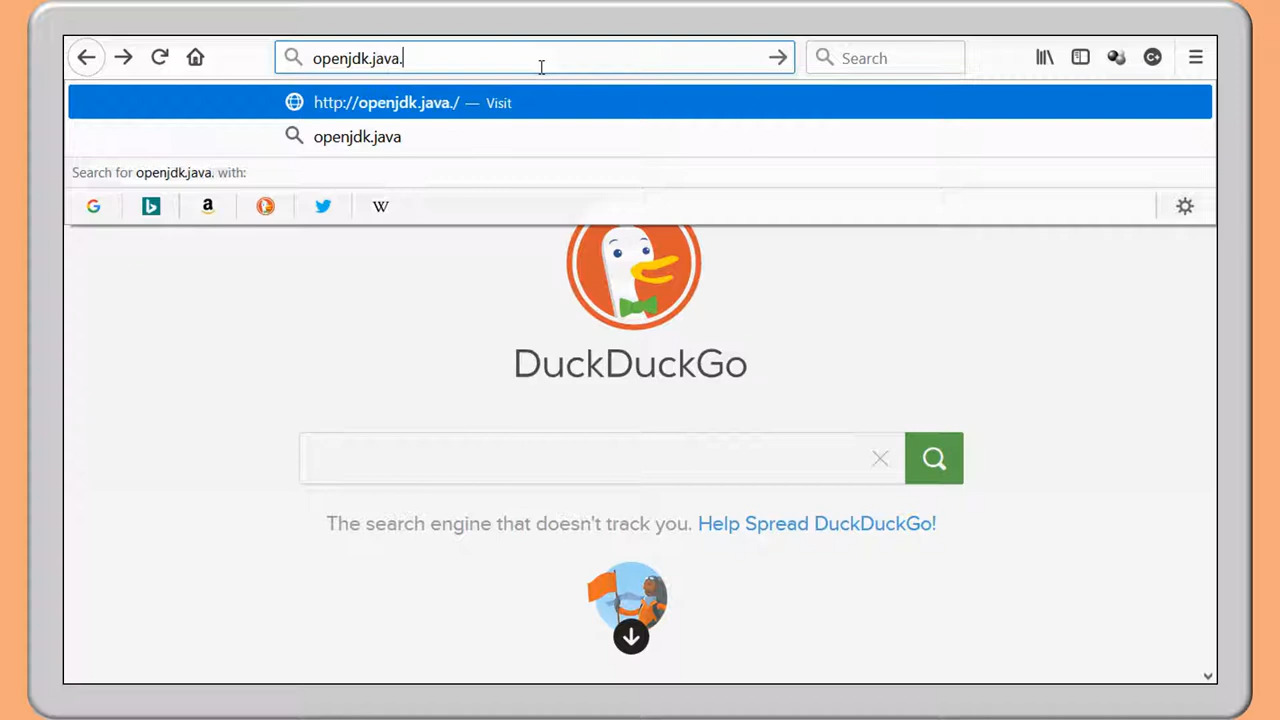 openjdk.java.
Search
http://openjdk.java./ — Visit
openjdk.java
Search for openjdk.java. with:
G b a W
DuckDuckGo
The search engine that doesn't track you. Help Spread DuckDuckGo!